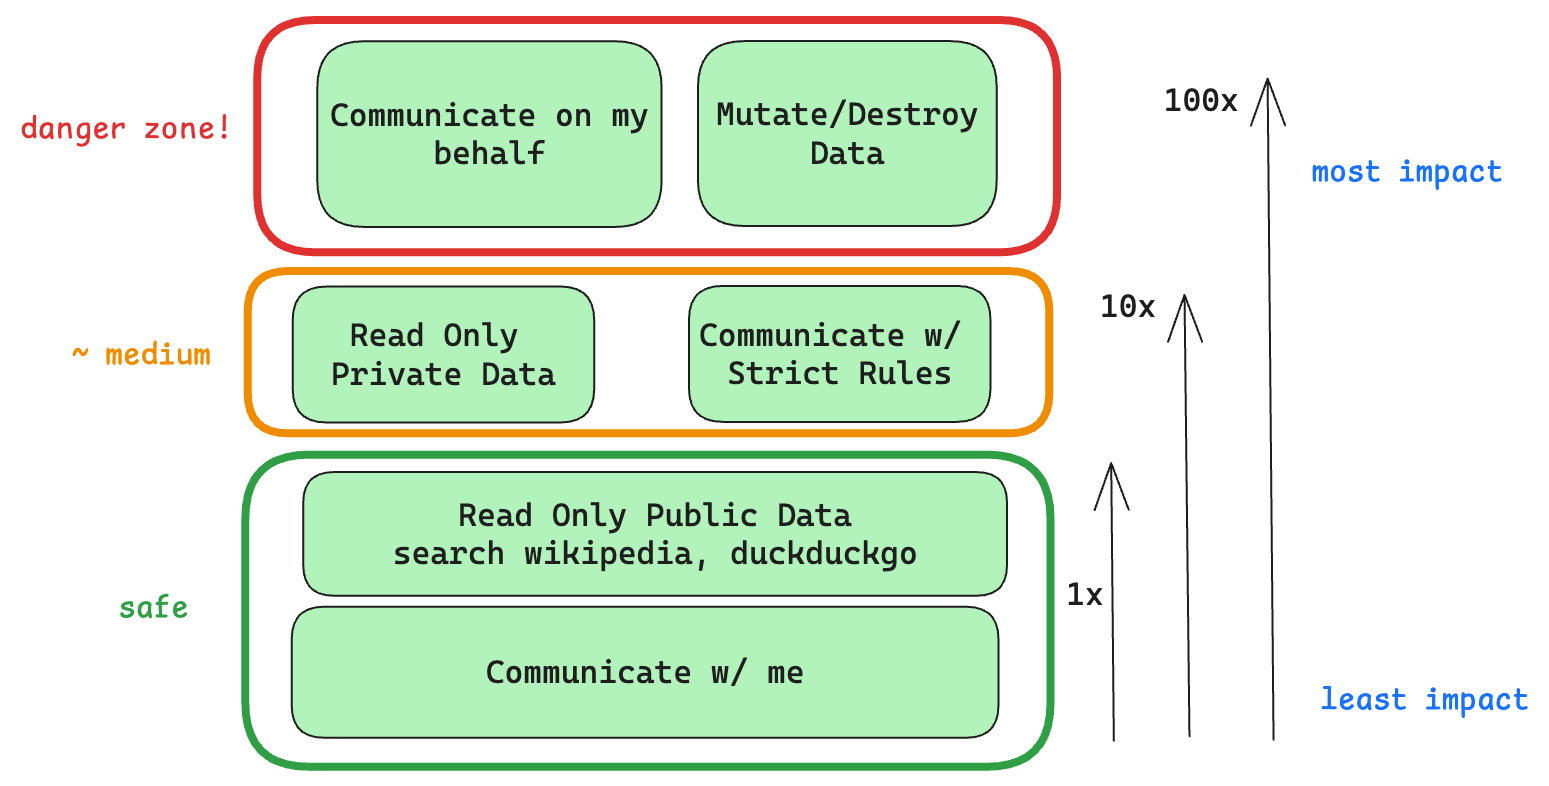 danger zone!
Communicate on my
behalf
Mutate/Destroy
Data
100x
most impact
~ medium
Read Only
Private Data
Communicate w/
Strict Rules
10x
safe
Read Only Public Data
search wikipedia, duckduckgo
Communicate w/ me
1x
least impact